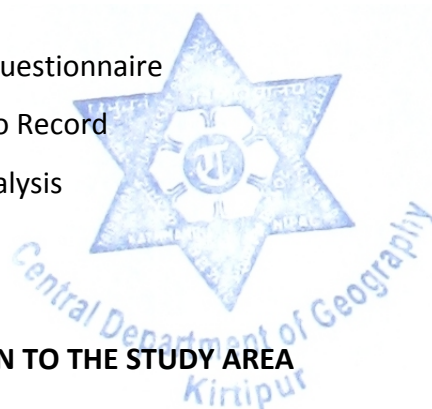 uestionnaire
o Record
alysis
Central Department of Geography
N TO THE STUDY AREA
Kirtipur